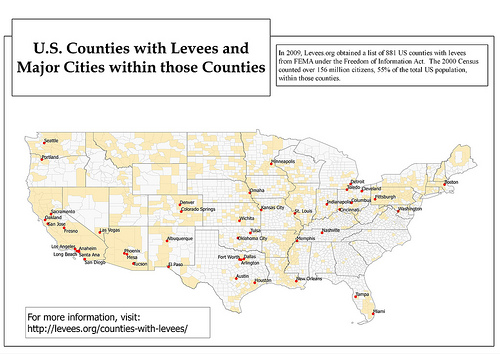 U.S. Counties with Levees and
Major Cities within those Counties
In 2009, Levees.org obtained a list of 881 US counties with levees
from FEMA under the Freedom of Information Act. The 2000 Census
counted over 156 million citizens, 55% of the total US population,
within those counties.
Seattle
Portland
Minneapolis
Boston
Detroit
Toledo
Cleveland
Omaha
Pittsburgh
Denver
Indianapolis
Columbus
Sacramento
Colorado Springs
Kansas City
St. Louis
Cincinnati
Washington
Oakland
San Jose
Fresno
Las Vegas
Wichita
Nashville
Tulsa
Los Angeles
Anaheim
Albuquerque
Oklahoma City
Memphis
Long Beach
Santa Ana
Phoenix
Mesa
San Diego
Tucson
El Paso
Fort Worth
Dallas
Arlington
Austin
Houston
New Orleans
Tampa
Miami
For more information, visit:
http://levees.org/counties-with-levees/